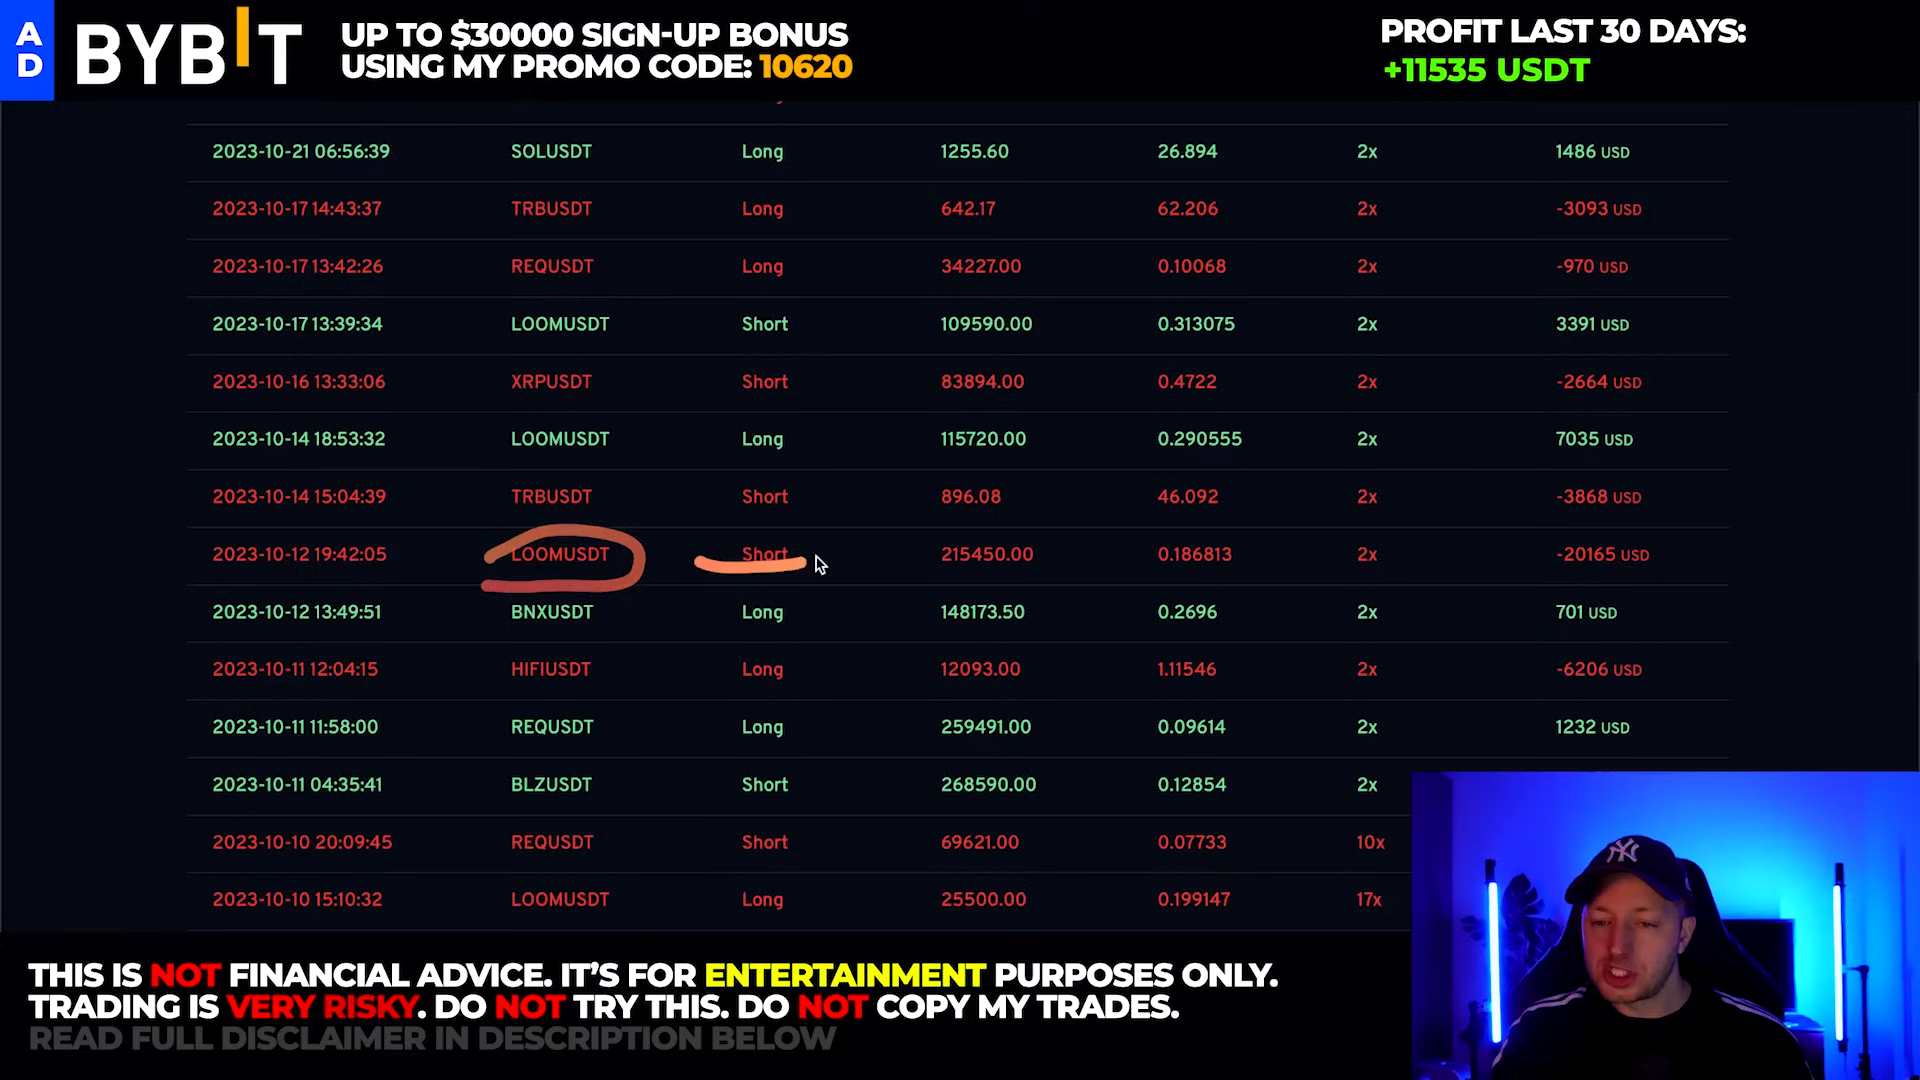 AD
BYBIT
UP TO $30000 SIGN-UP BONUS
USING MY PROMO CODE: 10620
PROFIT LAST 30 DAYS:
+11535 USDT
2023-10-21 06:56:39 SOLUSDT Long 1255.60 26.894 2x 1486 USD
2023-10-17 14:43:37 TRBUSDT Long 642.17 62.206 2x -3093 USD
2023-10-17 13:42:26 REQUSDT Long 34227.00 0.10068 2x -970 USD
2023-10-17 13:39:34 LOOMUSDT Short 109590.00 0.313075 2x 3391 USD
2023-10-16 13:33:06 XRPUSDT Short 83894.00 0.4722 2x -2664 USD
2023-10-14 18:53:32 LOOMUSDT Long 115720.00 0.290555 2x 7035 USD
2023-10-14 15:04:39 TRBUSDT Short 896.08 46.092 2x -3868 USD
2023-10-12 19:42:05 LOOMUSDT Short 215450.00 0.186813 2x -20165 USD
2023-10-12 13:49:51 BNXUSDT Long 148173.50 0.2696 2x 701 USD
2023-10-11 12:04:15 HIFIUSDT Long 12093.00 1.11546 2x -6206 USD
2023-10-11 11:58:00 REQUSDT Long 259491.00 0.09614 2x 1232 USD
2023-10-11 04:35:41 BLZUSDT Short 268590.00 0.12854 2x
2023-10-10 20:09:45 REQUSDT Short 69621.00 0.07733 10x
2023-10-10 15:10:32 LOOMUSDT Long 25500.00 0.199147 17x
NY
THIS IS NOT FINANCIAL ADVICE. IT'S FOR ENTERTAINMENT PURPOSES ONLY.
TRADING IS VERY RISKY. DO NOT TRY THIS. DO NOT COPY MY TRADES.
READ FULL DISCLAIMER IN DESCRIPTION BELOW